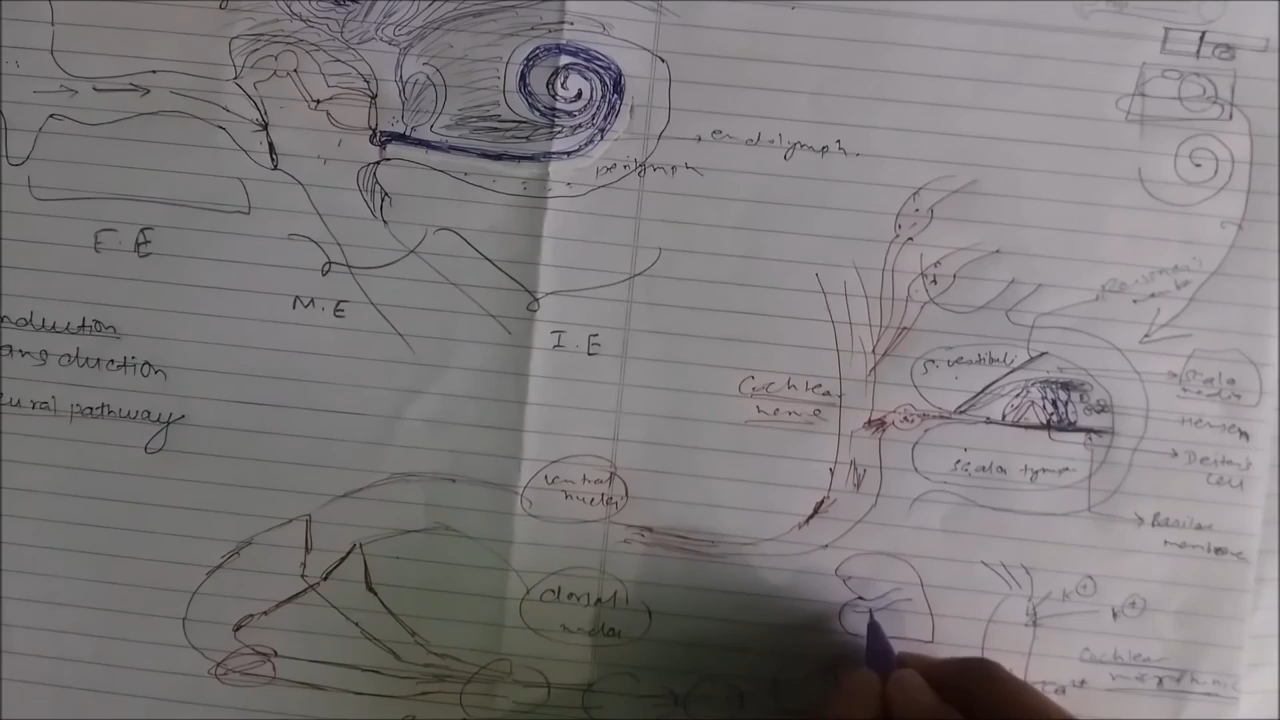 endolymph.
perilymph
E.E
M.E
I.E
nduction
ansduction
ural pathway
Cochlear
nerve
S. vestibuli
Scala
media
Hensen
Deiter's
cell
Scala tymp
Basilar
membrane
ventral
nuclei
dorsal
nuclei
K+
K+
Ca2+
Cochlear